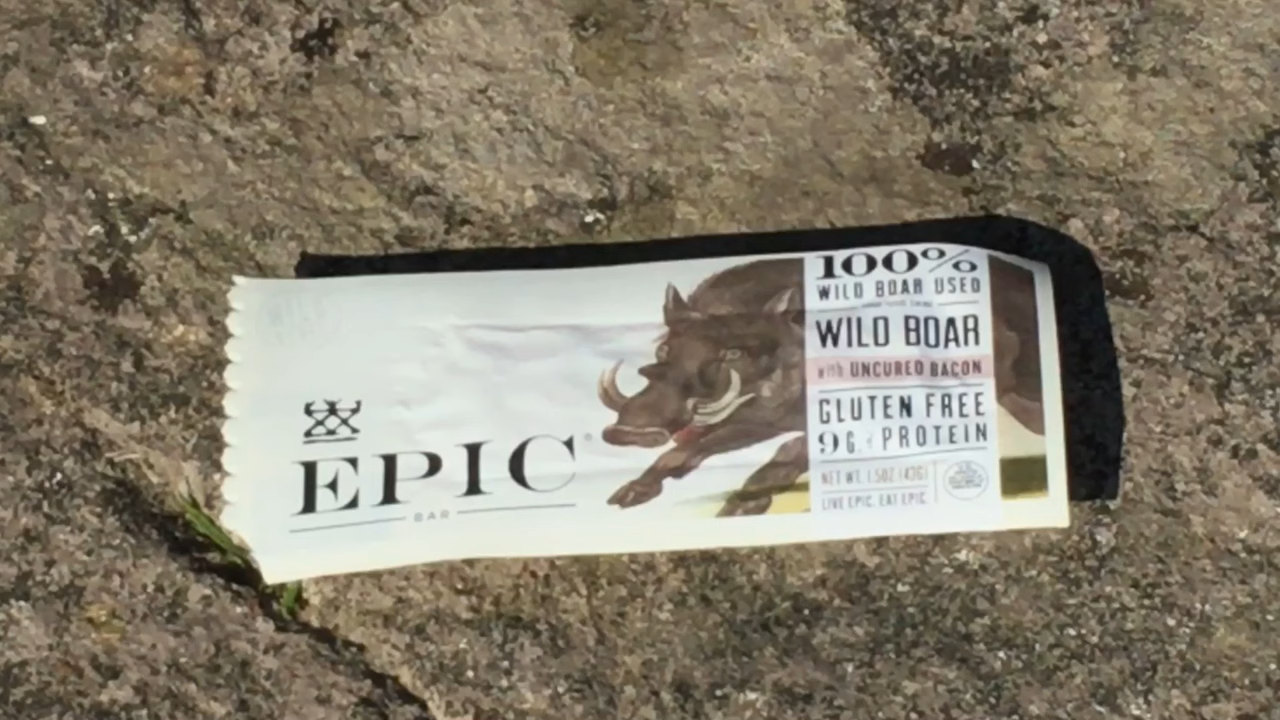 EPIC
BAR
100%
WILD BOAR USED
WILD BOAR
with UNCURED BACON
GLUTEN FREE
9G. PROTEIN
NET WT. 1.5OZ (43G)
LIVE EPIC. EAT EPIC.